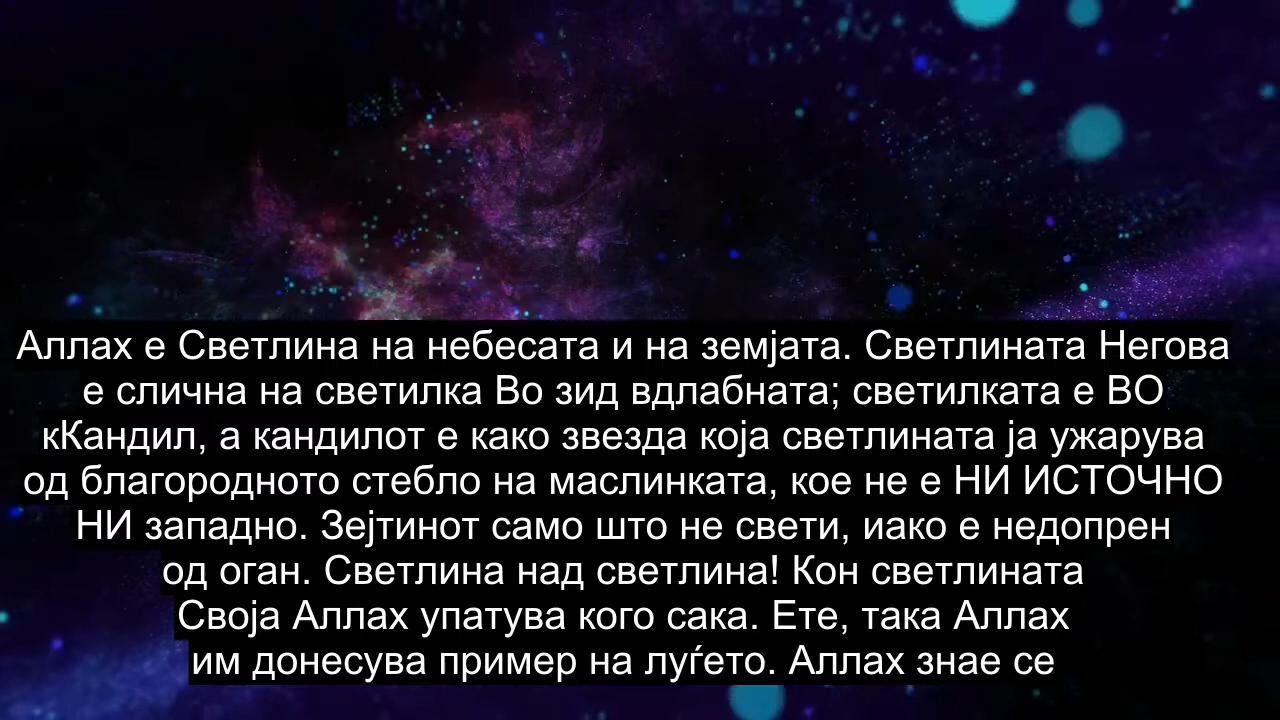 Аллах е Светлина на небесата и на земјата. Светлината Негова
е слична на светилка Во зид вдлабната; светилката е ВО
кКандил, а кандилот е како звезда која светлината ја ужарува
од благородното стебло на маслинката, кое не е НИ ИСТОЧНО
НИ западно. Зејтинот само што не свети, иако е недопрен
од оган. Светлина над светлина! Кон светлината
Своја Аллах упатува кого сака. Ете, така Аллах
им донесува пример на луѓето. Аллах знае се